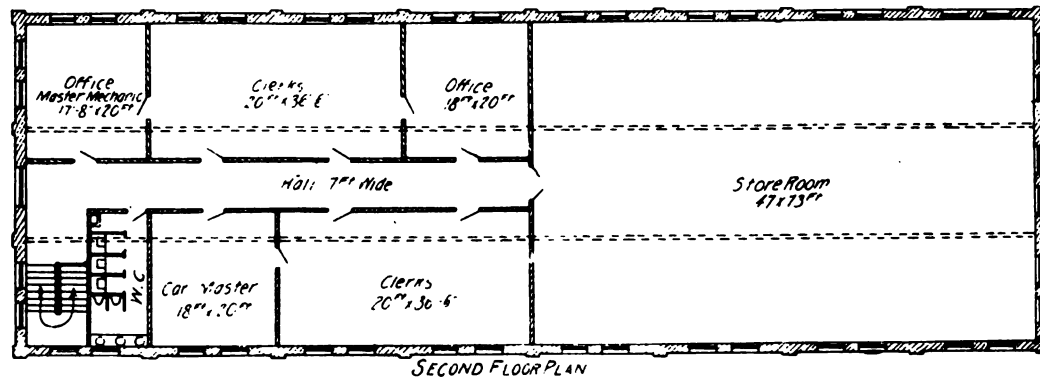 Office
Master Mechanic
17'-8" x 20 Ft
Clerks
20 Ft x 36'-6"
Office
18 Ft x 20 Ft
Hall 7 Ft Wide
Store Room
47 x 73 Ft
W.C
Car Master
18 Ft x 20 Ft
Clerks
20 Ft x 36'-6"
SECOND FLOOR PLAN